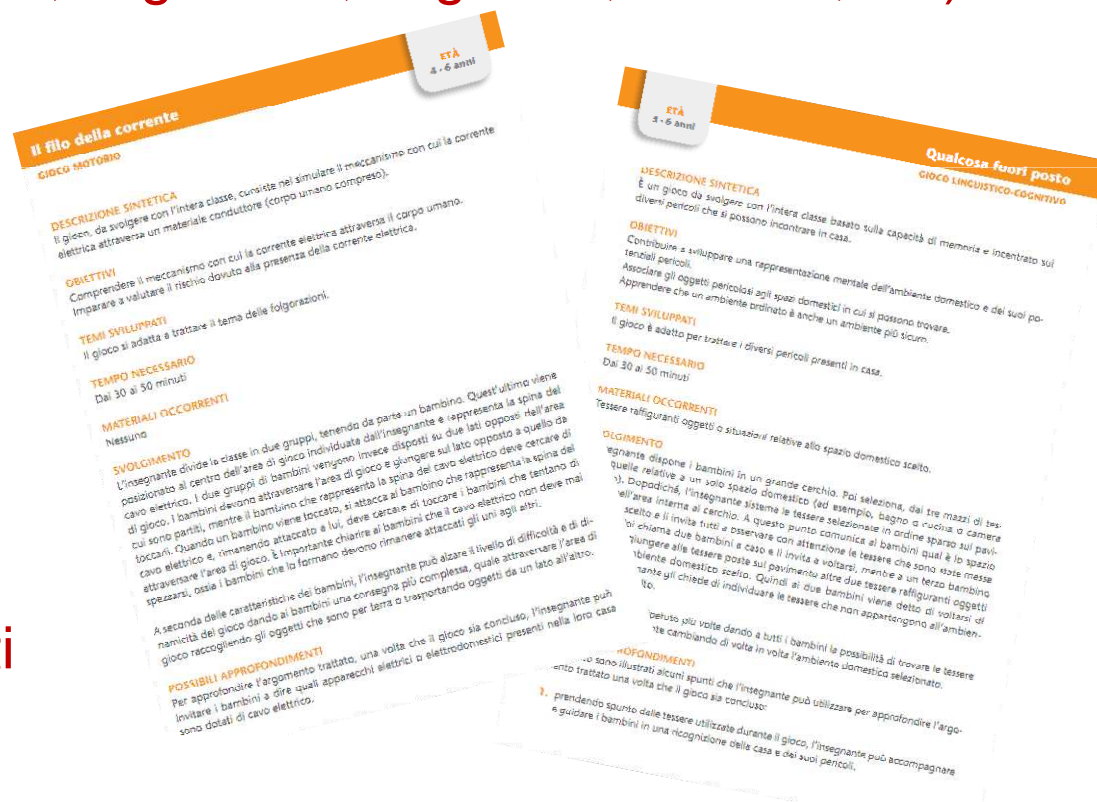 Il filo della corrente
ETÀ
4 - 6 anni
GIOCO MOTORIO
DESCRIZIONE SINTETICA
Il gioco, da svolgere con l'intera classe, consiste nel simulare il meccanismo con cui la corrente
elettrica attraversa un materiale conduttore (corpo umano compreso).
OBIETTIVI
Comprendere il meccanismo con cui la corrente elettrica attraversa il corpo umano.
Imparare a valutare il rischio dovuto alla presenza della corrente elettrica.
TEMI SVILUPPATI
Il gioco si adatta a trattare il tema delle folgorazioni.
TEMPO NECESSARIO
Dai 30 ai 50 minuti
MATERIALI OCCORRENTI
Nessuno
SVOLGIMENTO
L'insegnante divide la classe in due gruppi, tenendo da parte un bambino. Quest'ultimo viene
posizionato al centro dell'area di gioco individuata dall'insegnante e rappresenta la spina del
cavo elettrico. I due gruppi di bambini vengono invece disposti su due lati opposti dell'area
di gioco. I bambini devono attraversare l'area di gioco e giungere sul lato opposto a quello da
cui sono partiti, mentre il bambino che rappresenta la spina del cavo elettrico deve cercare di
toccarli. Quando un bambino viene toccato, si attacca al bambino che rappresenta la spina del
cavo elettrico e, rimanendo attaccato a lui, deve cercare di toccare i bambini che tentano di
attraversare l'area di gioco. È importante chiarire ai bambini che il cavo elettrico non deve mai
spezzarsi, ossia i bambini che lo formano devono rimanere attaccati gli uni agli altri.
A seconda delle caratteristiche dei bambini, l'insegnante può alzare il livello di difficoltà e di di-
namicità del gioco dando ai bambini una consegna più complessa, quale attraversare l'area di
gioco raccogliendo gli oggetti che sono per terra o trasportando oggetti da un lato all'altro.
POSSIBILI APPROFONDIMENTI
Per approfondire l'argomento trattato, una volta che il gioco sia concluso, l'insegnante può
invitare i bambini a dire quali apparecchi elettrici o elettrodomestici presenti nella loro casa
sono dotati di cavo elettrico.
ETÀ
- 6 anni
Qualcosa fuori posto
GIOCO LINGUISTICO-COGNITIVO
DESCRIZIONE SINTETICA
È un gioco da svolgere con l'intera classe basato sulla capacità di memoria e incentrato sui
diversi pericoli che si possono incontrare in casa.
OBIETTIVI
Contribuire a sviluppare una rappresentazione mentale dell'ambiente domestico e dei suoi po-
tenziali pericoli.
Associare gli oggetti pericolosi agli spazi domestici in cui si possono trovare.
Apprendere che un ambiente ordinato è anche un ambiente più sicuro.
TEMI SVILUPPATI
Il gioco è adatto per trattare i diversi pericoli presenti in casa.
TEMPO NECESSARIO
Dai 30 ai 50 minuti
MATERIALI OCCORRENTI
Tessere raffiguranti oggetti o situazioni relative allo spazio domestico scelto.
OLGIMENTO
egnante dispone i bambini in un grande cerchio. Poi seleziona, dai tre mazzi di tes-
quelle relative a un solo spazio domestico (ad esempio, bagno o cucina o camera
). Dopodiché, l'insegnante sistema le tessere selezionate in ordine sparso sul pavi-
ell'area interna al cerchio. A questo punto comunica ai bambini qual è lo spazio
scelto e li invita tutti a osservare con attenzione le tessere che sono state messe
oi chiama due bambini a caso e li invita a voltarsi, mentre a un terzo bambino
giungere alle tessere poste sul pavimento altre due tessere raffiguranti oggetti
biente domestico scelto. Quindi ai due bambini viene detto di voltarsi di
nante gli chiede di individuare le tessere che non appartengono all'ambien-
lto.
petuto più volte dando a tutti i bambini la possibilità di trovare le tessere
te cambiando di volta in volta l'ambiente domestico selezionato.
ROFONDIMENTI
o sono illustrati alcuni spunti che l'insegnante può utilizzare per approfondire l'argo-
ento trattato una volta che il gioco sia concluso:
1. prendendo spunto dalle tessere utilizzate durante il gioco, l'insegnante può accompagnare
e guidare i bambini in una ricognizione della casa e dei suoi pericoli.
ti